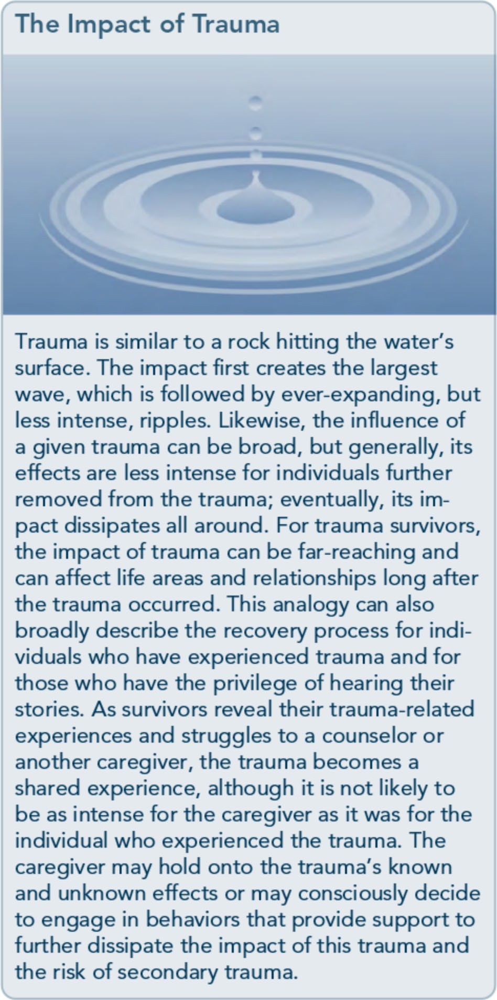 The Impact of Trauma
Trauma is similar to a rock hitting the water’s
surface. The impact first creates the largest
wave, which is followed by ever-expanding, but
less intense, ripples. Likewise, the influence of
a given trauma can be broad, but generally, its
effects are less intense for individuals further
removed from the trauma; eventually, its im-
pact dissipates all around. For trauma survivors,
the impact of trauma can be far-reaching and
can affect life areas and relationships long after
the trauma occurred. This analogy can also
broadly describe the recovery process for indi-
viduals who have experienced trauma and for
those who have the privilege of hearing their
stories. As survivors reveal their trauma-related
experiences and struggles to a counselor or
another caregiver, the trauma becomes a
shared experience, although it is not likely to
be as intense for the caregiver as it was for the
individual who experienced the trauma. The
caregiver may hold onto the trauma’s known
and unknown effects or may consciously decide
to engage in behaviors that provide support to
further dissipate the impact of this trauma and
the risk of secondary trauma.